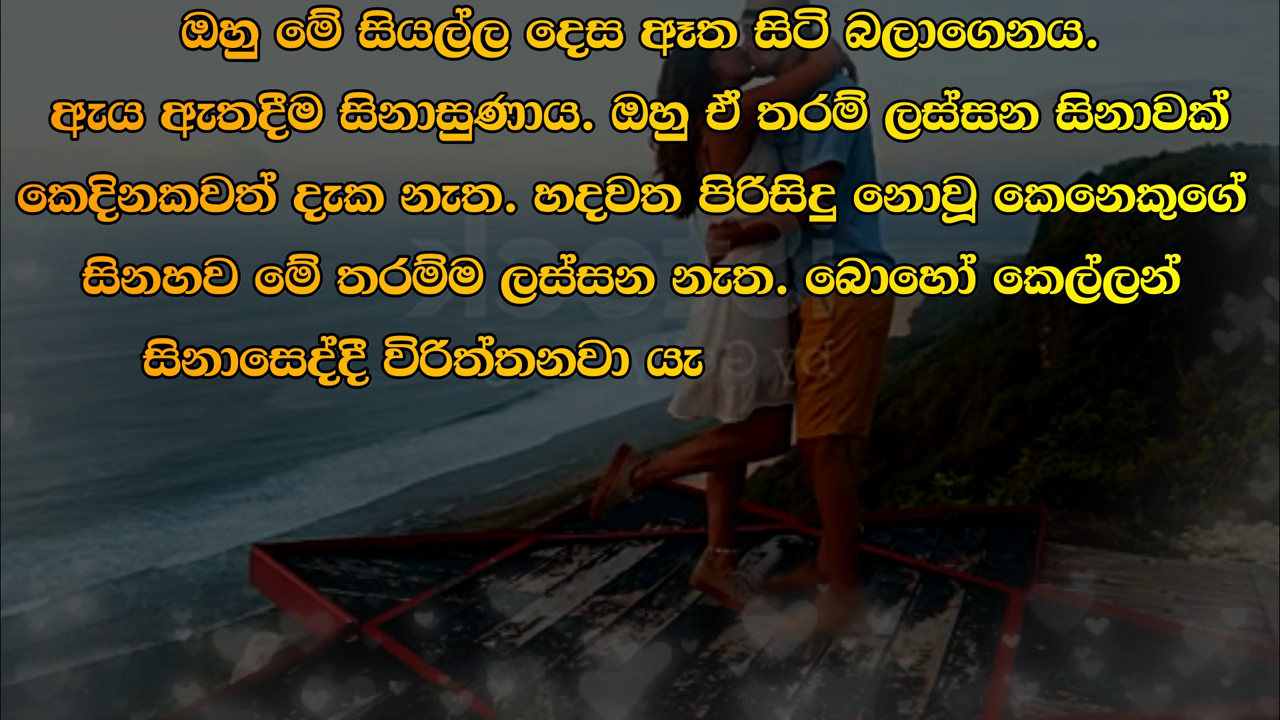 ඔහු මේ සියල්ල දෙස ඈත සිටි බලාගෙනය.
ඇය ඇතදීම සිනාසුණාය. ඔහු ඒ තරම් ලස්සන සිනාවක්
කෙදිනකවත් දැක නැත. හදවත පිරිසිදු නොවූ කෙනෙකුගේ
සිනහව මේ තරම්ම ලස්සන නැත. බොහෝ කෙල්ලන්
සිනාසෙද්දී විරිත්තනවා යැ